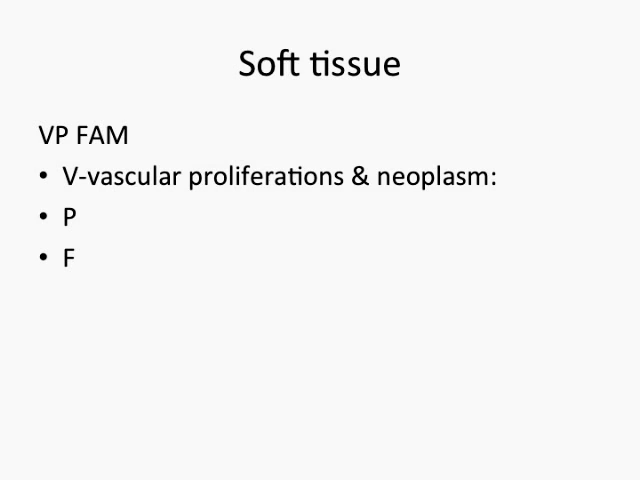 Soft tissue
VP FAM
• V-vascular proliferations & neoplasm:
• P
• F